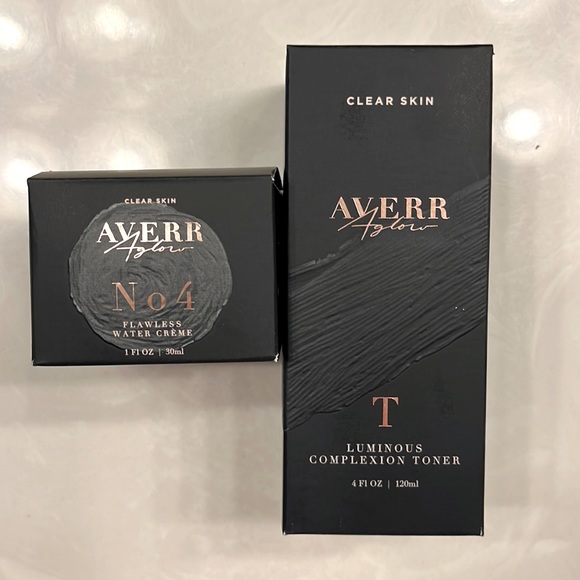 CLEAR SKIN
AVERR
Aglow
No4
FLAWLESS
WATER CRÈME
1 Fl OZ | 30ml
CLEAR SKIN
AVERR
Aglow
T
LUMINOUS
COMPLEXION TONER
4 Fl OZ | 120ml